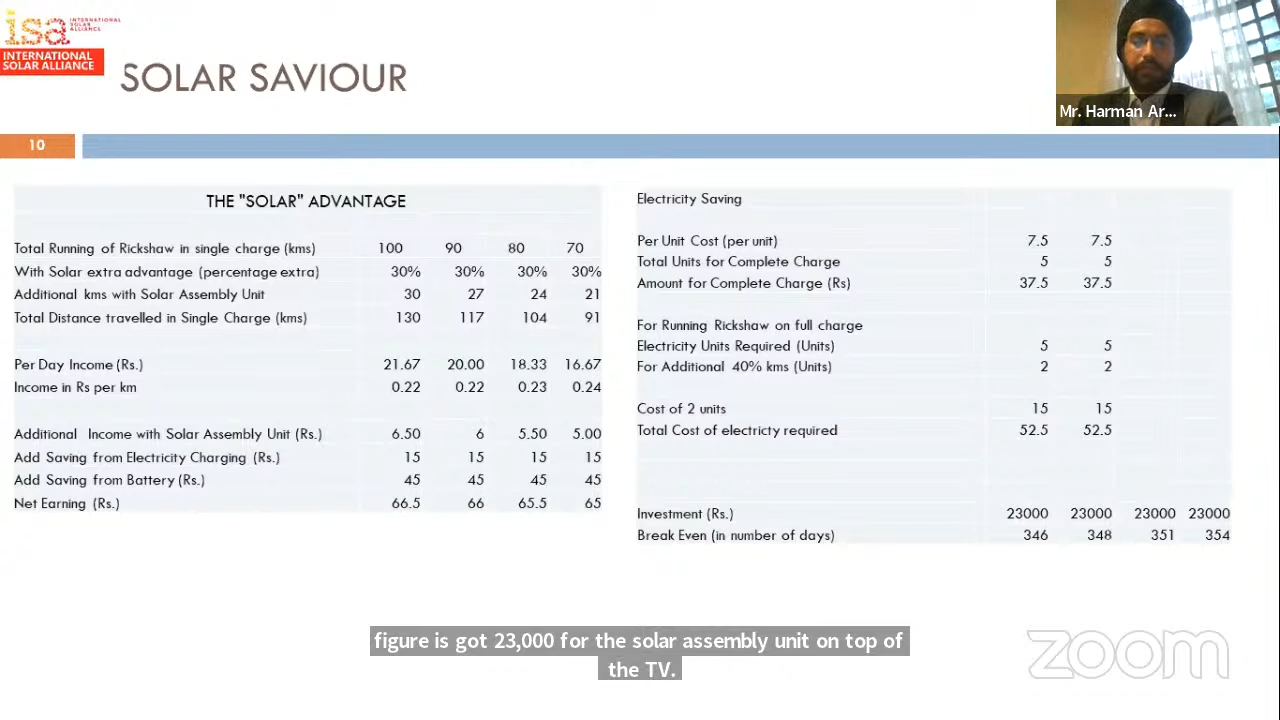 isa INTERNATIONAL
SOLAR
ALLIANCE
INTERNATIONAL
SOLAR ALLIANCE
SOLAR SAVIOUR
Mr. Harman Ar...
10
THE "SOLAR" ADVANTAGE
Total Running of Rickshaw in single charge (kms) 100 90 80 70
With Solar extra advantage (percentage extra) 30% 30% 30% 30%
Additional kms with Solar Assembly Unit 30 27 24 21
Total Distance travelled in Single Charge (kms) 130 117 104 91
Per Day Income (Rs.) 21.67 20.00 18.33 16.67
Income in Rs per km 0.22 0.22 0.23 0.24
Additional Income with Solar Assembly Unit (Rs.) 6.50 6 5.50 5.00
Add Saving from Electricity Charging (Rs.) 15 15 15 15
Add Saving from Battery (Rs.) 45 45 45 45
Net Earning (Rs.) 66.5 66 65.5 65
Electricity Saving
Per Unit Cost (per unit) 7.5 7.5
Total Units for Complete Charge 5 5
Amount for Complete Charge (Rs) 37.5 37.5
For Running Rickshaw on full charge
Electricity Units Required (Units) 5 5
For Additional 40% kms (Units) 2 2
Cost of 2 units 15 15
Total Cost of electricty required 52.5 52.5
Investment (Rs.) 23000 23000 23000 23000
Break Even (in number of days) 346 348 351 354
figure is got 23,000 for the solar assembly unit on top of
the TV.
zoom